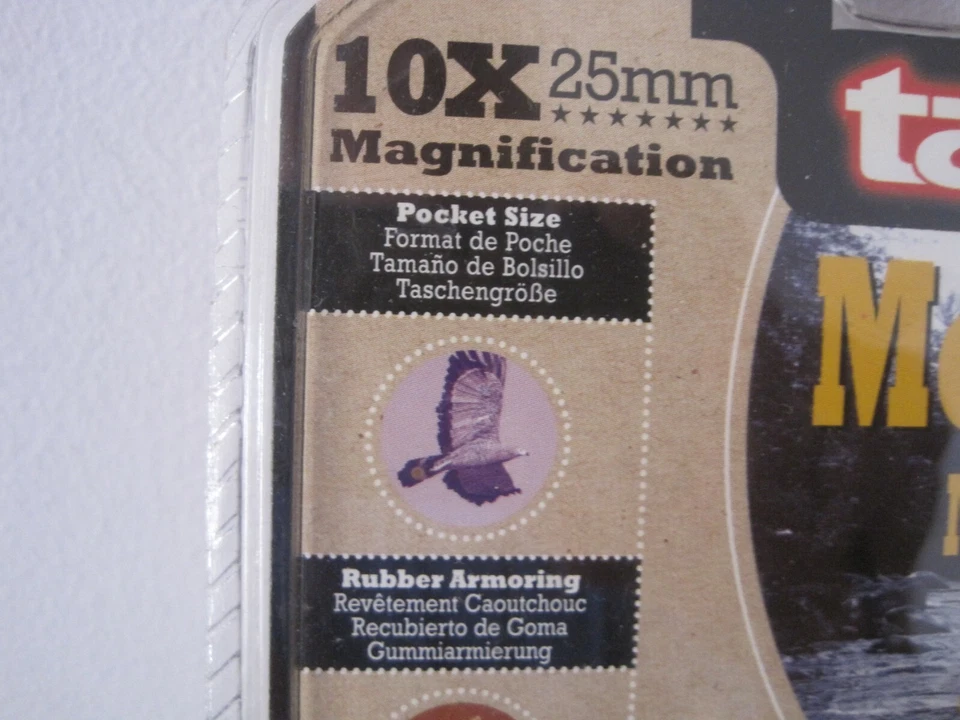 10X 25mm
Magnification
Pocket Size
Format de Poche
Tamaño de Bolsillo
Taschengröße
Rubber Armoring
Revêtement Caoutchouc
Recubierto de Goma
Gummiarmierung